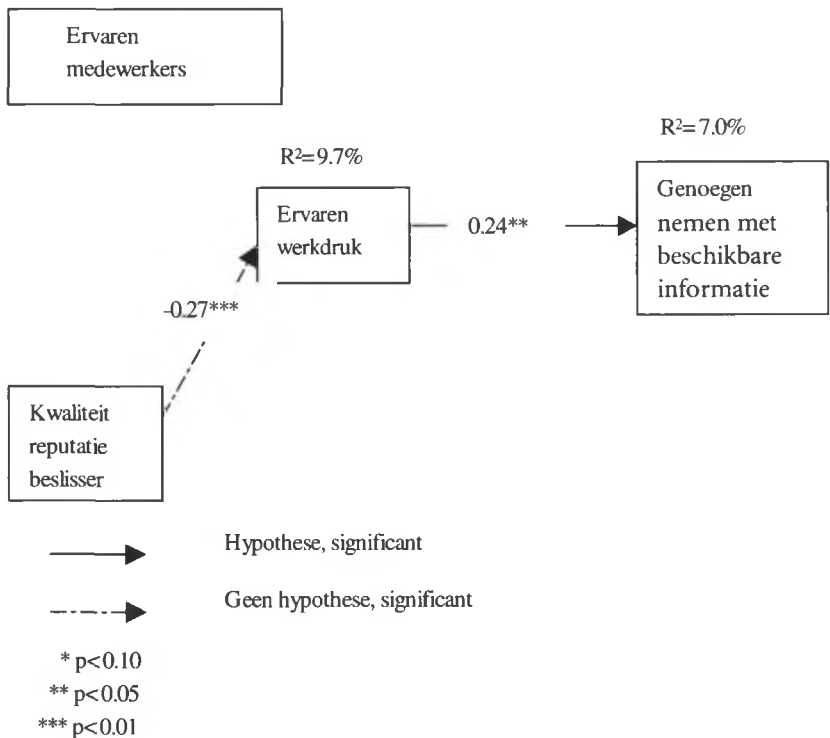 Ervaren
medewerkers
R²=9.7%
R²=7.0%
Ervaren
werkdruk
0.24**
Genoegen
nemen met
beschikbare
informatie
-0.27***
Kwaliteit
reputatie
beslisser
Hypothese, significant
Geen hypothese, significant
* p<0.10
** p<0.05
*** p<0.01